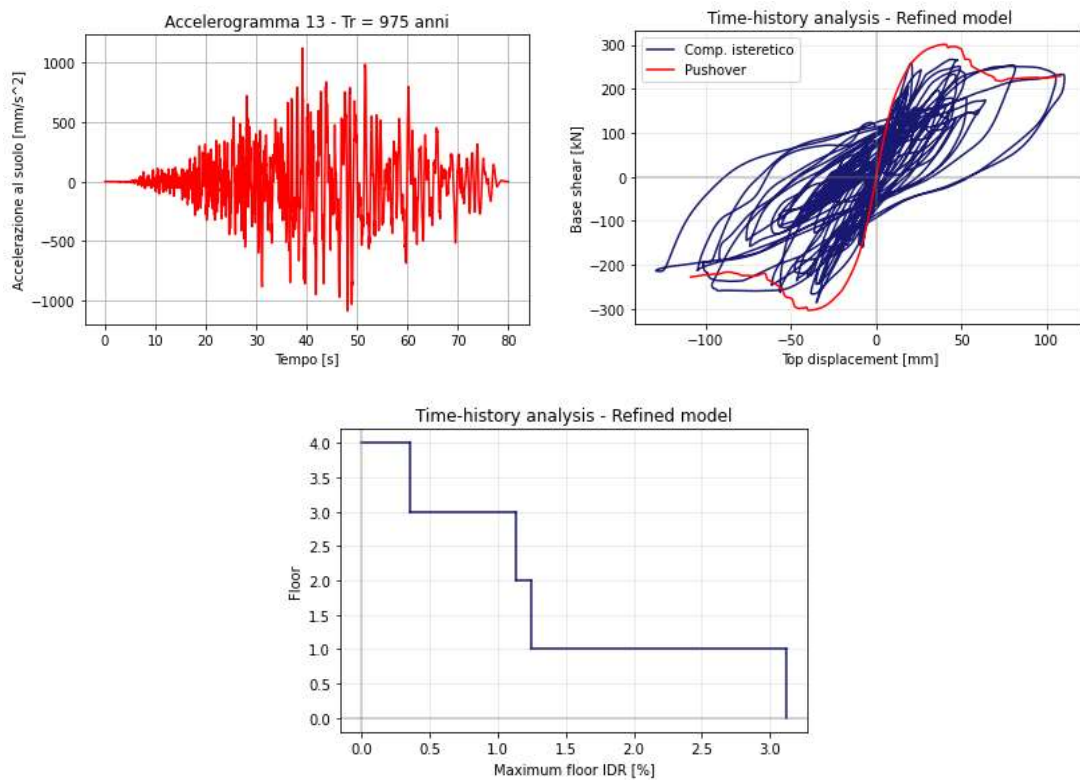 Accelerogramma 13 - Tr = 975 anni
Accelerazione al suolo [mm/s^2]
1000
500
0
−500
−1000
0 10 20 30 40 50 60 70 80
Tempo [s]
Time-history analysis - Refined model
Comp. isteretico
Pushover
Base shear [kN]
300
200
100
0
−100
−200
−300
−100 −50 0 50 100
Top displacement [mm]
Time-history analysis - Refined model
Floor
4.0
3.5
3.0
2.5
2.0
1.5
1.0
0.5
0.0
0.0 0.5 1.0 1.5 2.0 2.5 3.0
Maximum floor IDR [%]